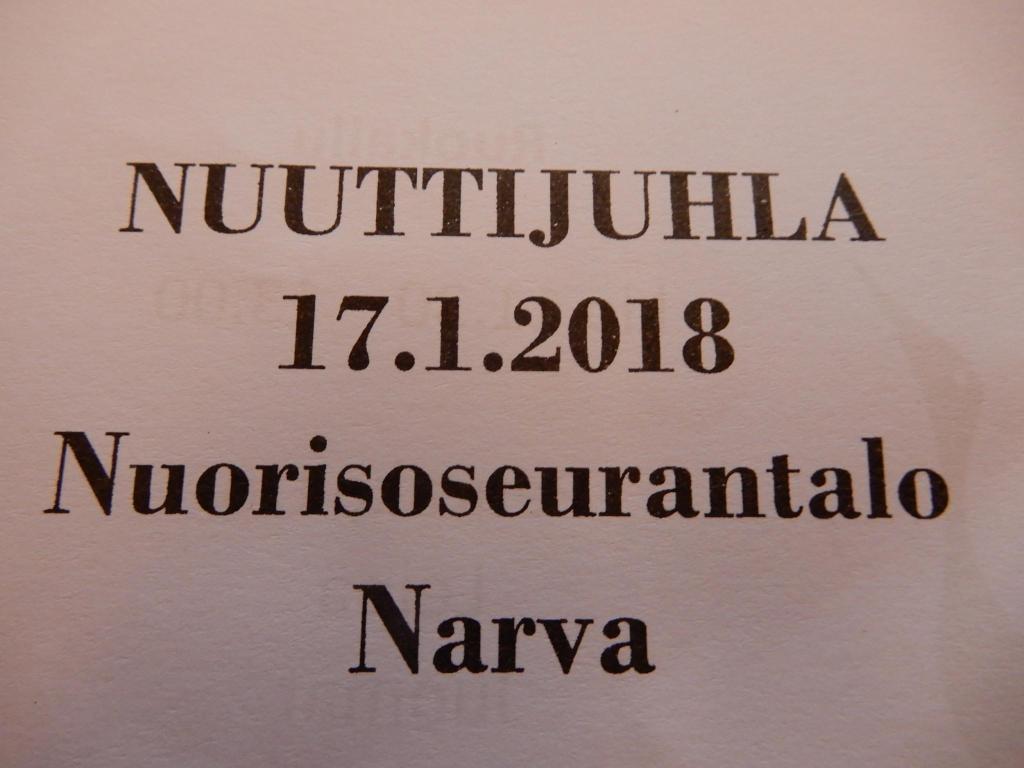 NUUTTIJUHLA
17.1.2018
Nuorisoseurantalo
Narva